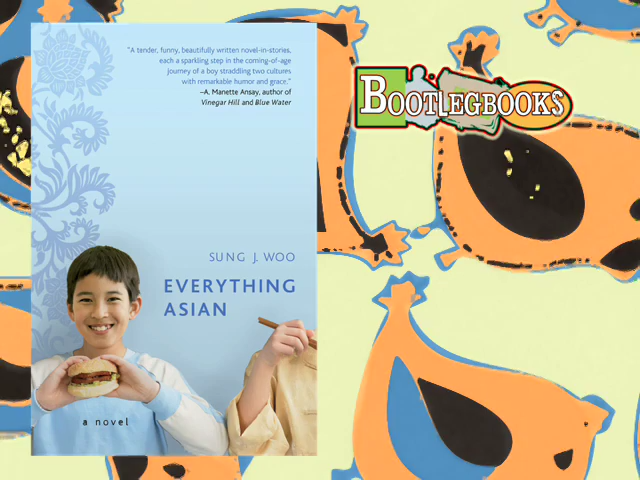 "A tender, funny, beautifully written novel-in-stories,
each a sparkling step in the coming-of-age
journey of a boy straddling two cultures
with remarkable humor and grace."
—A. Manette Ansay, author of
Vinegar Hill and Blue Water
BOOTLEGBOOKS
SUNG J. WOO
EVERYTHING
ASIAN
a novel